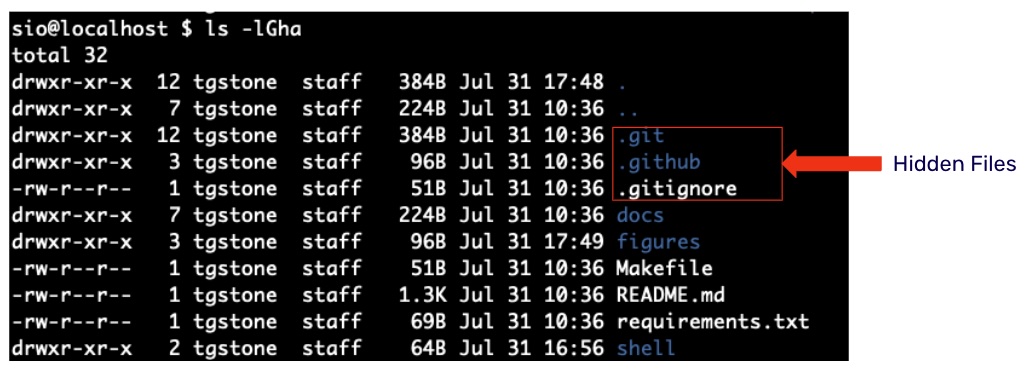 sio@localhost $ ls -lGha
total 32
drwxr-xr-x  12 tgstone  staff   384B Jul 31 17:48 .
drwxr-xr-x   7 tgstone  staff   224B Jul 31 10:36 ..
drwxr-xr-x  12 tgstone  staff   384B Jul 31 10:36 .git
drwxr-xr-x   3 tgstone  staff    96B Jul 31 10:36 .github
-rw-r--r--   1 tgstone  staff    51B Jul 31 10:36 .gitignore
Hidden Files
drwxr-xr-x   7 tgstone  staff   224B Jul 31 10:36 docs
drwxr-xr-x   3 tgstone  staff    96B Jul 31 17:49 figures
-rw-r--r--   1 tgstone  staff    51B Jul 31 10:36 Makefile
-rw-r--r--   1 tgstone  staff   1.3K Jul 31 10:36 README.md
-rw-r--r--   1 tgstone  staff    69B Jul 31 10:36 requirements.txt
drwxr-xr-x   2 tgstone  staff    64B Jul 31 16:56 shell